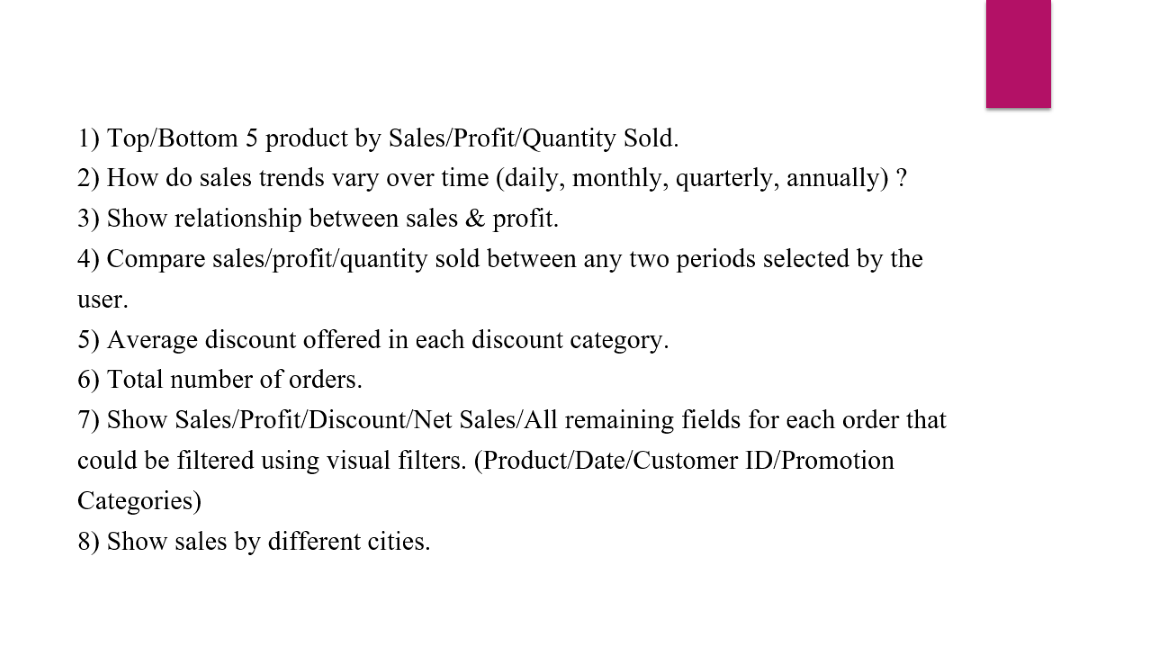 1) Top/Bottom 5 product by Sales/Profit/Quantity Sold.
2) How do sales trends vary over time (daily, monthly, quarterly, annually) ?
3) Show relationship between sales & profit.
4) Compare sales/profit/quantity sold between any two periods selected by the
user.
5) Average discount offered in each discount category.
6) Total number of orders.
7) Show Sales/Profit/Discount/Net Sales/All remaining fields for each order that
could be filtered using visual filters. (Product/Date/Customer ID/Promotion
Categories)
8) Show sales by different cities.